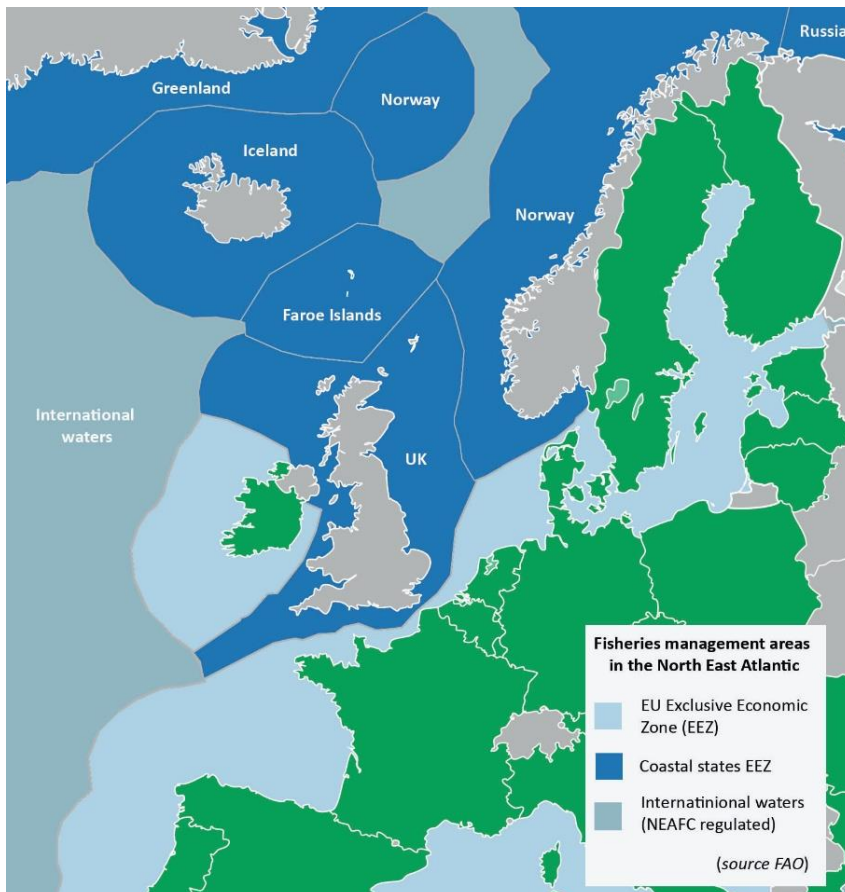 Russia
Greenland
Norway
Iceland
Norway
Faroe Islands
International
waters
UK
Fisheries management areas
in the North East Atlantic
EU Exclusive Economic
Zone (EEZ)
Coastal states EEZ
Internatinional waters
(NEAFC regulated)
(source FAO)